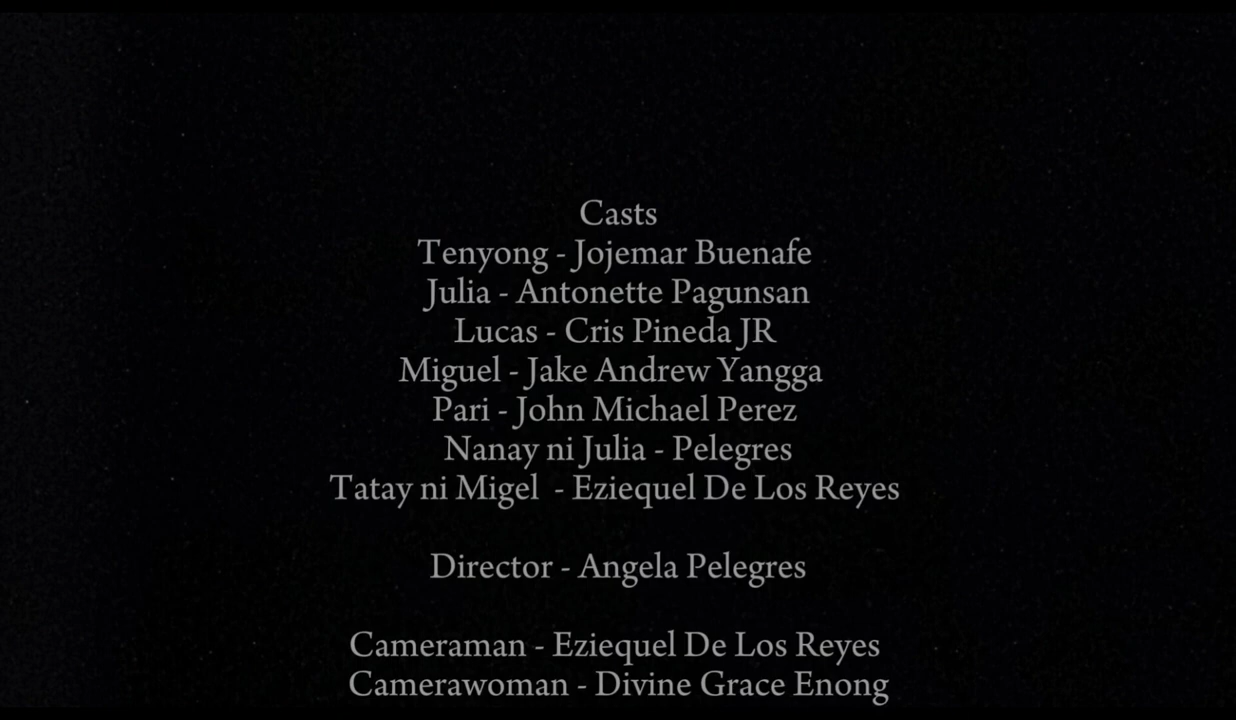 Casts
Tenyong - Jojemar Buenafe
Julia - Antonette Pagunsan
Lucas - Cris Pineda JR
Miguel - Jake Andrew Yangga
Pari - John Michael Perez
Nanay ni Julia - Pelegres
Tatay ni Migel - Eziequel De Los Reyes
Director - Angela Pelegres
Cameraman - Eziequel De Los Reyes
Camerawoman - Divine Grace Enong